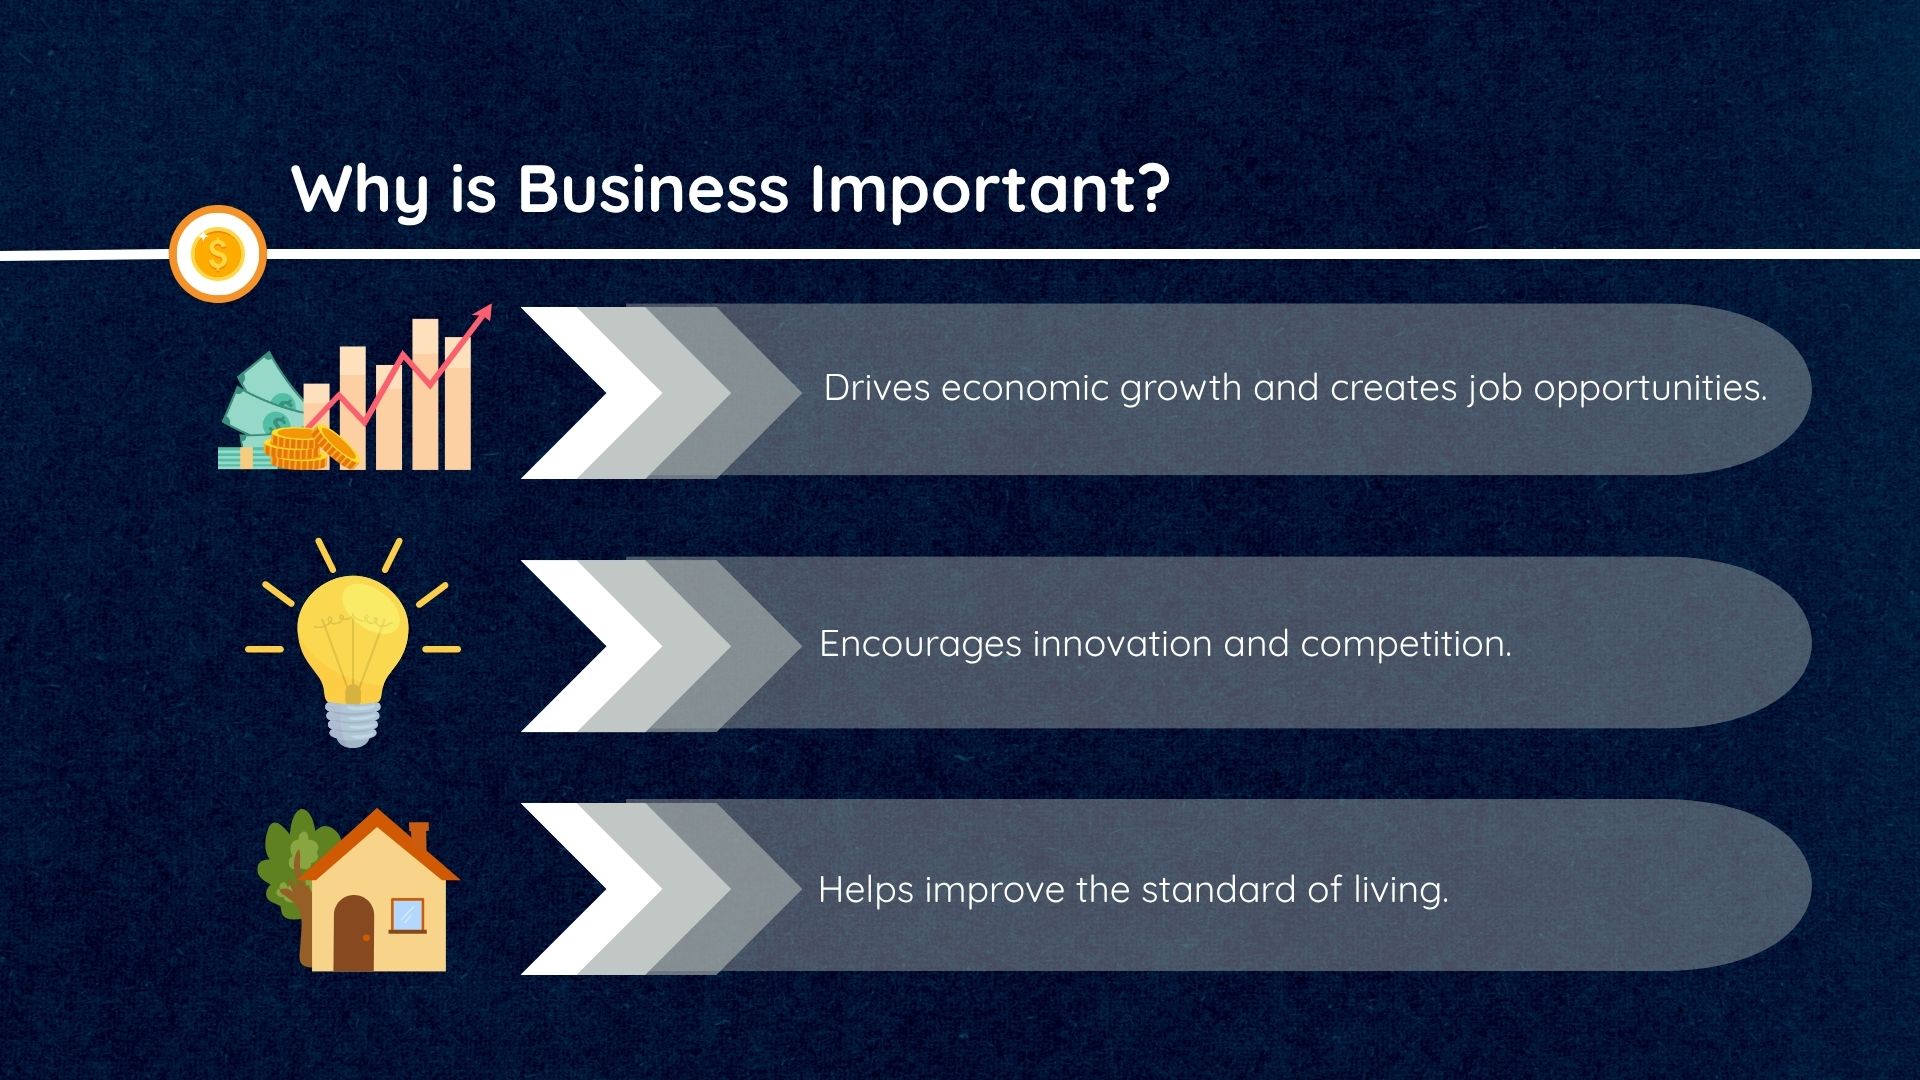 Why is Business Important?
$
Drives economic growth and creates job opportunities.
Encourages innovation and competition.
Helps improve the standard of living.